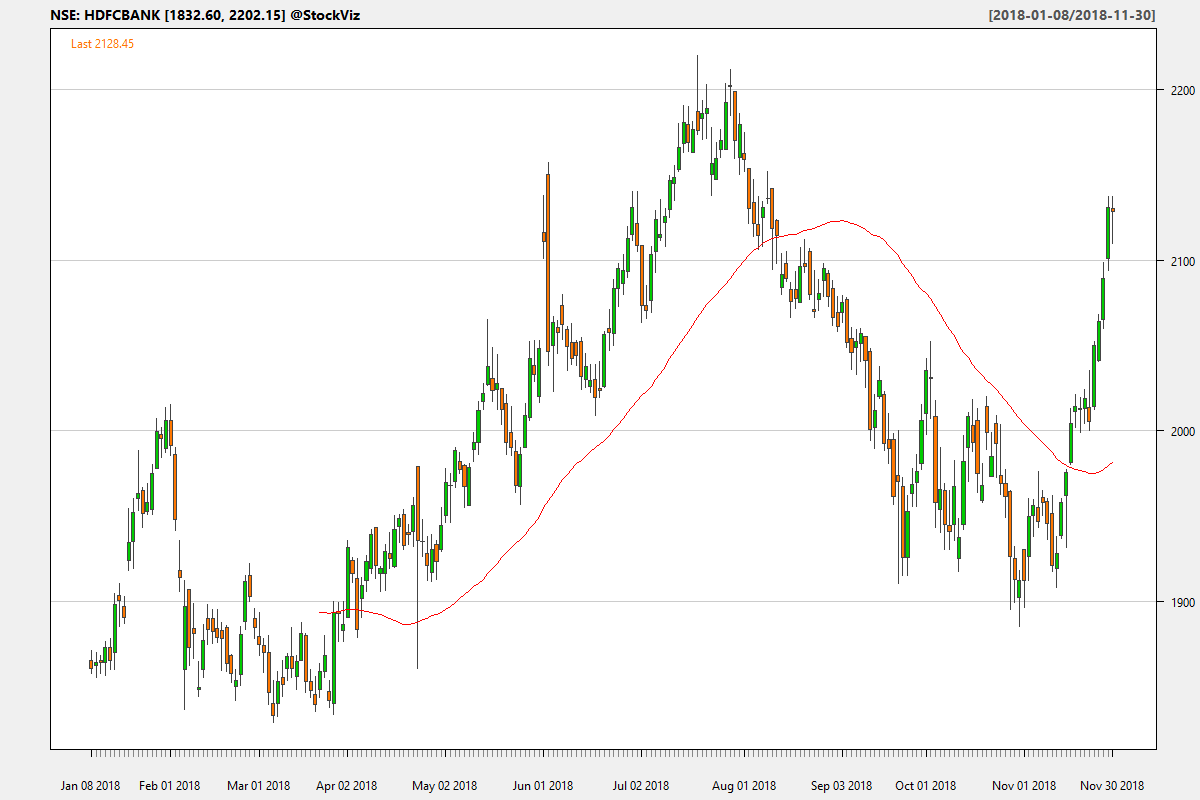 NSE: HDFCBANK [1832.60, 2202.15] @StockViz [2018-01-08/2018-11-30]
Last 2128.45
2200
2100
2000
1900
Jan 08 2018 Feb 01 2018 Mar 01 2018 Apr 02 2018 May 02 2018 Jun 01 2018 Jul 02 2018 Aug 01 2018 Sep 03 2018 Oct 01 2018 Nov 01 2018 Nov 30 2018